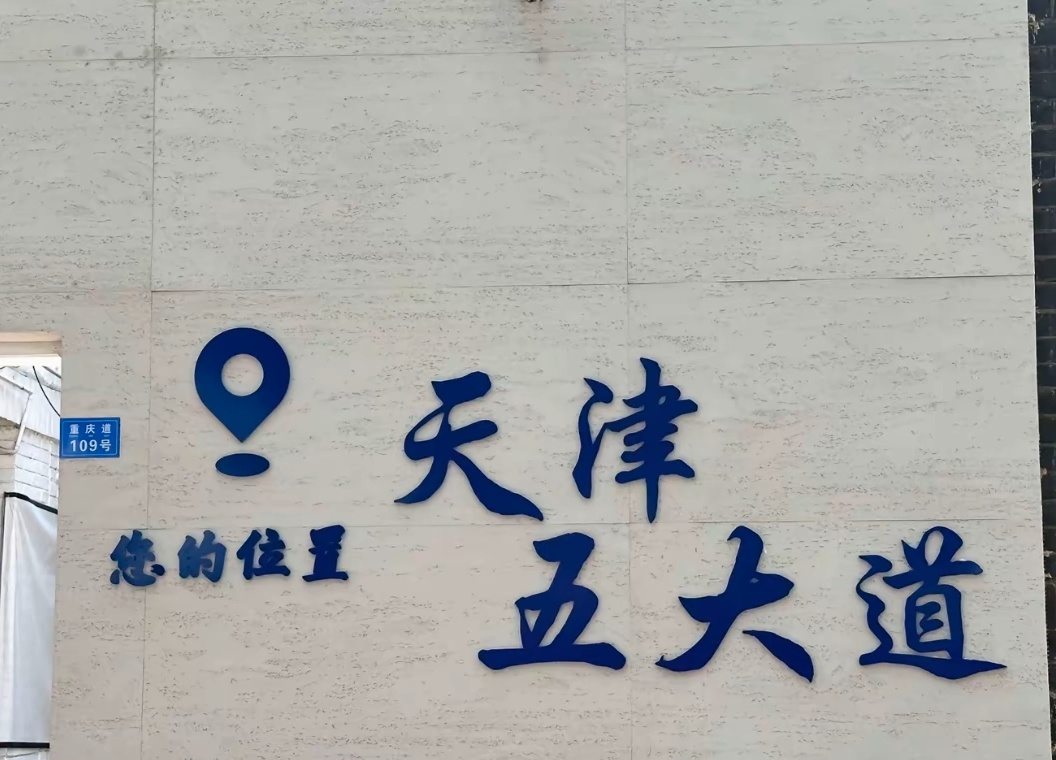 重庆道
109号
您的位置
天津
五大道